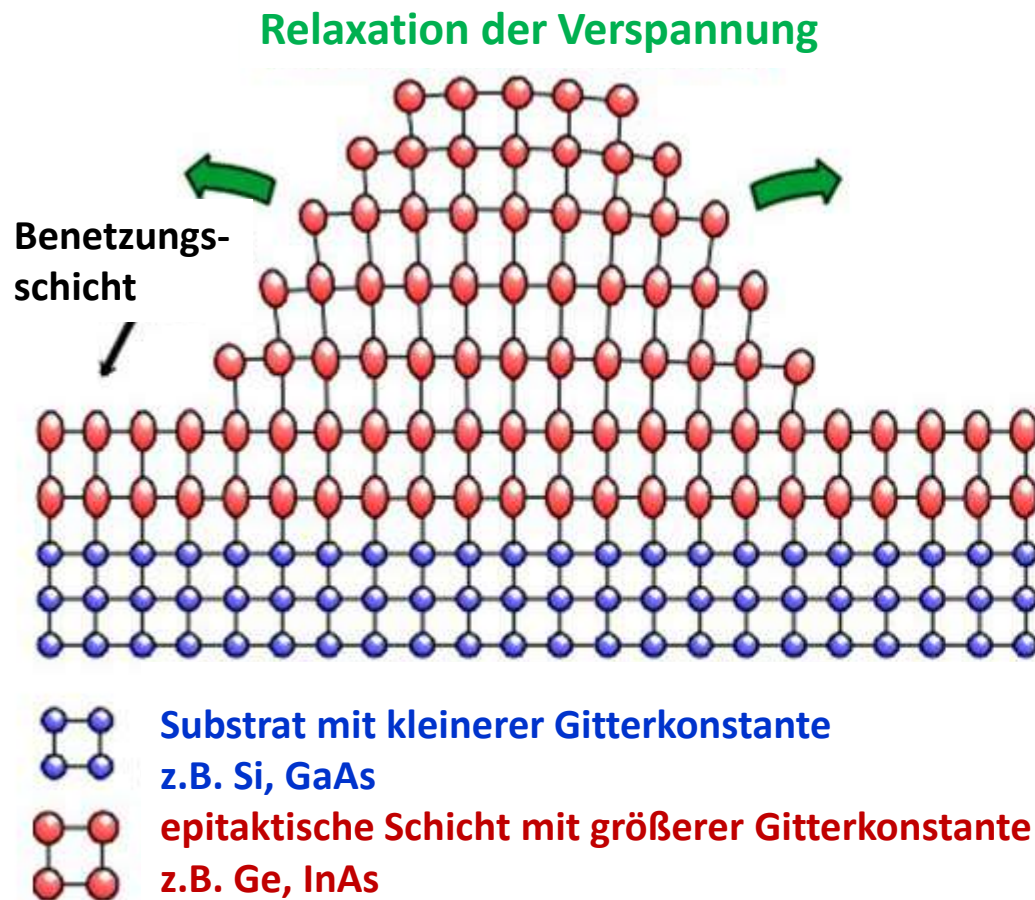 Relaxation der Verspannung
Benetzungs-
schicht
Substrat mit kleinerer Gitterkonstante
z.B. Si, GaAs
epitaktische Schicht mit größerer Gitterkonstante
z.B. Ge, InAs